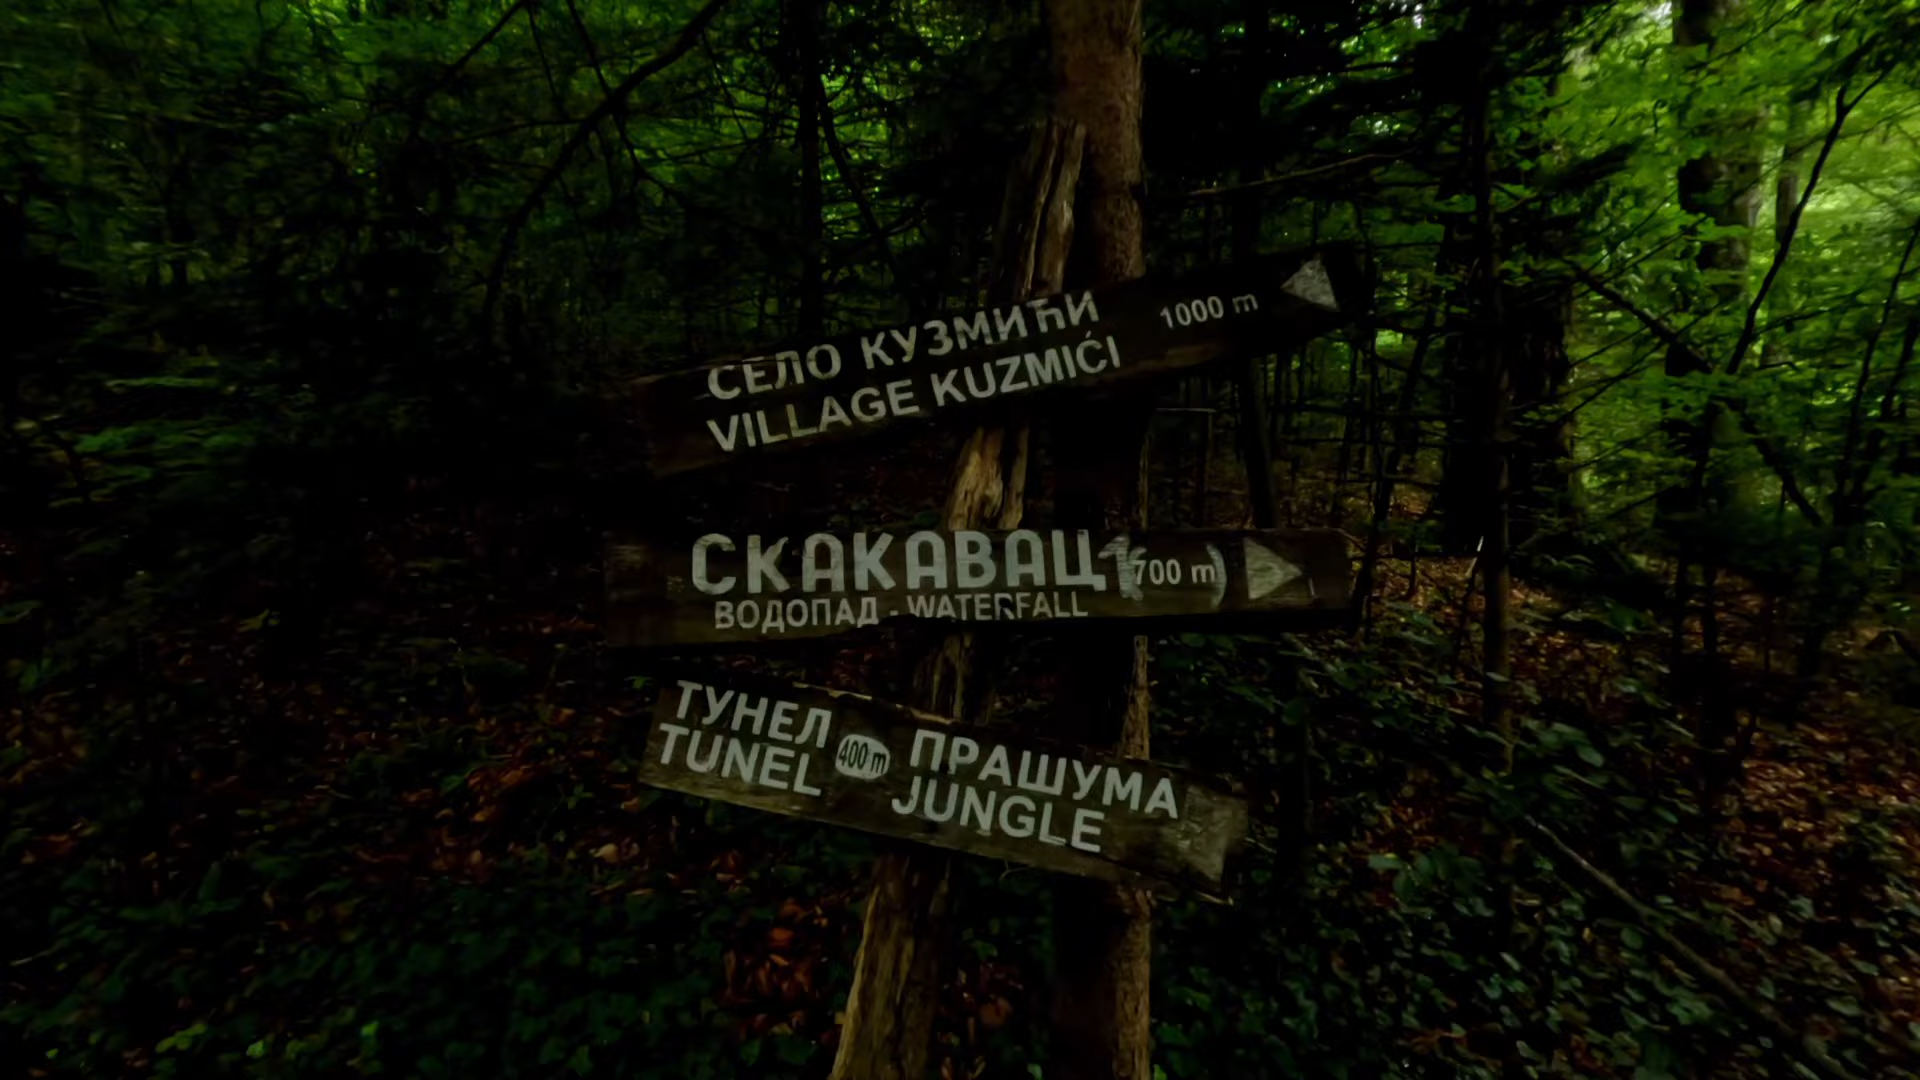 СЕЛО КУЗМИЋИ 1000 m
VILLAGE KUZMIĆI
СКАКАВАЦ (700 m)
ВОДОПАД - WATERFALL
ТУНЕЛ 400 m ПРАШУМА
TUNEL JUNGLE